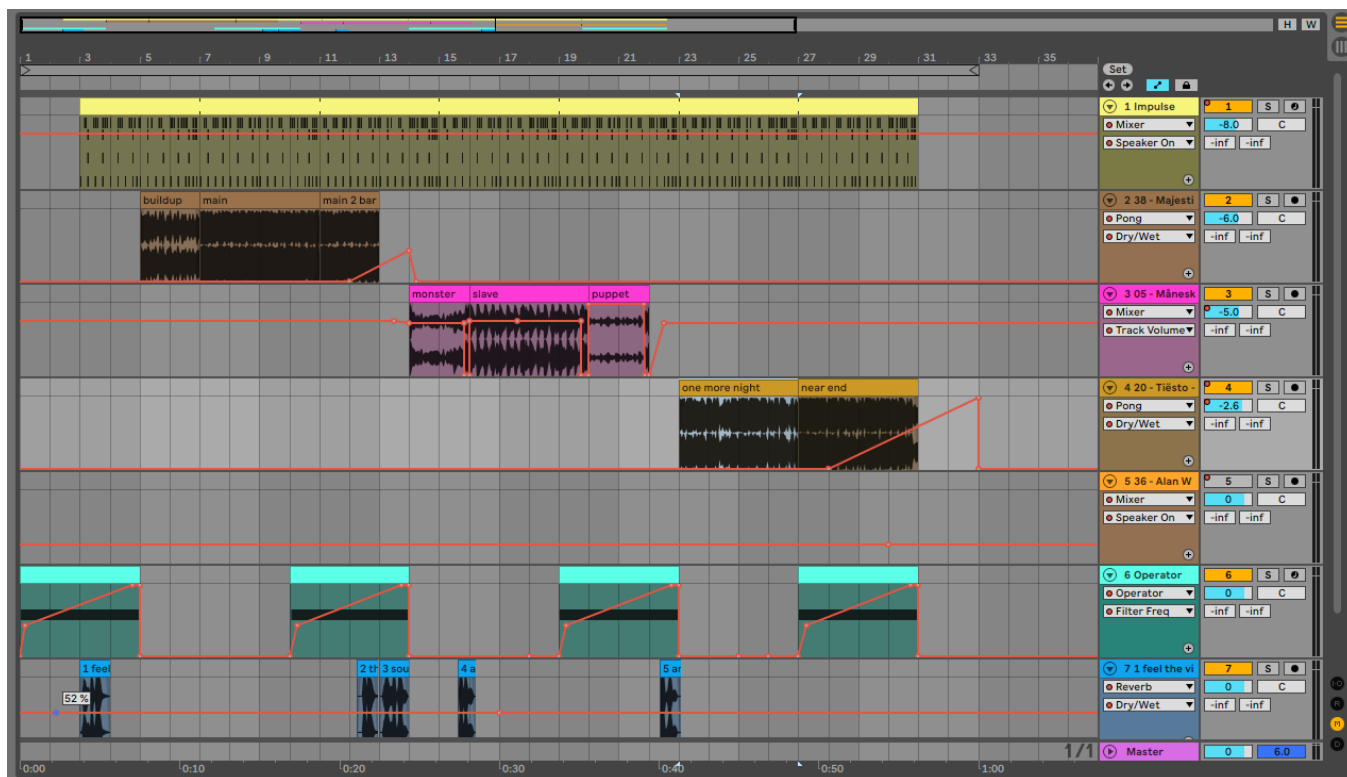 H W
1 3 5 7 9 11 13 15 17 19 21 23 25 27 29 31 33 35
Set
1 Impulse 1 S
Mixer -8.0 C
Speaker On -inf -inf
buildup main main 2 bar
2 38 - Majesti 2 S
Pong -6.0 C
Dry/Wet -inf -inf
monster slave puppet
3 05 - Månesk 3 S
Mixer -5.0 C
Track Volume -inf -inf
one more night near end
4 20 - Tiësto - 4 S
Pong -2.6 C
Dry/Wet -inf -inf
5 36 - Alan W 5 S
Mixer 0 C
Speaker On -inf -inf
6 Operator 6 S
Operator 0 C
Filter Freq -inf -inf
1 feel 2 th 3 sou 4 a 5 ar
7 1 feel the vi 7 S
52 %
Reverb 0 C
Dry/Wet -inf -inf
1/1 Master 0 6.0
0:00 0:10 0:20 0:30 0:40 0:50 1:00
I·O
R
M
D